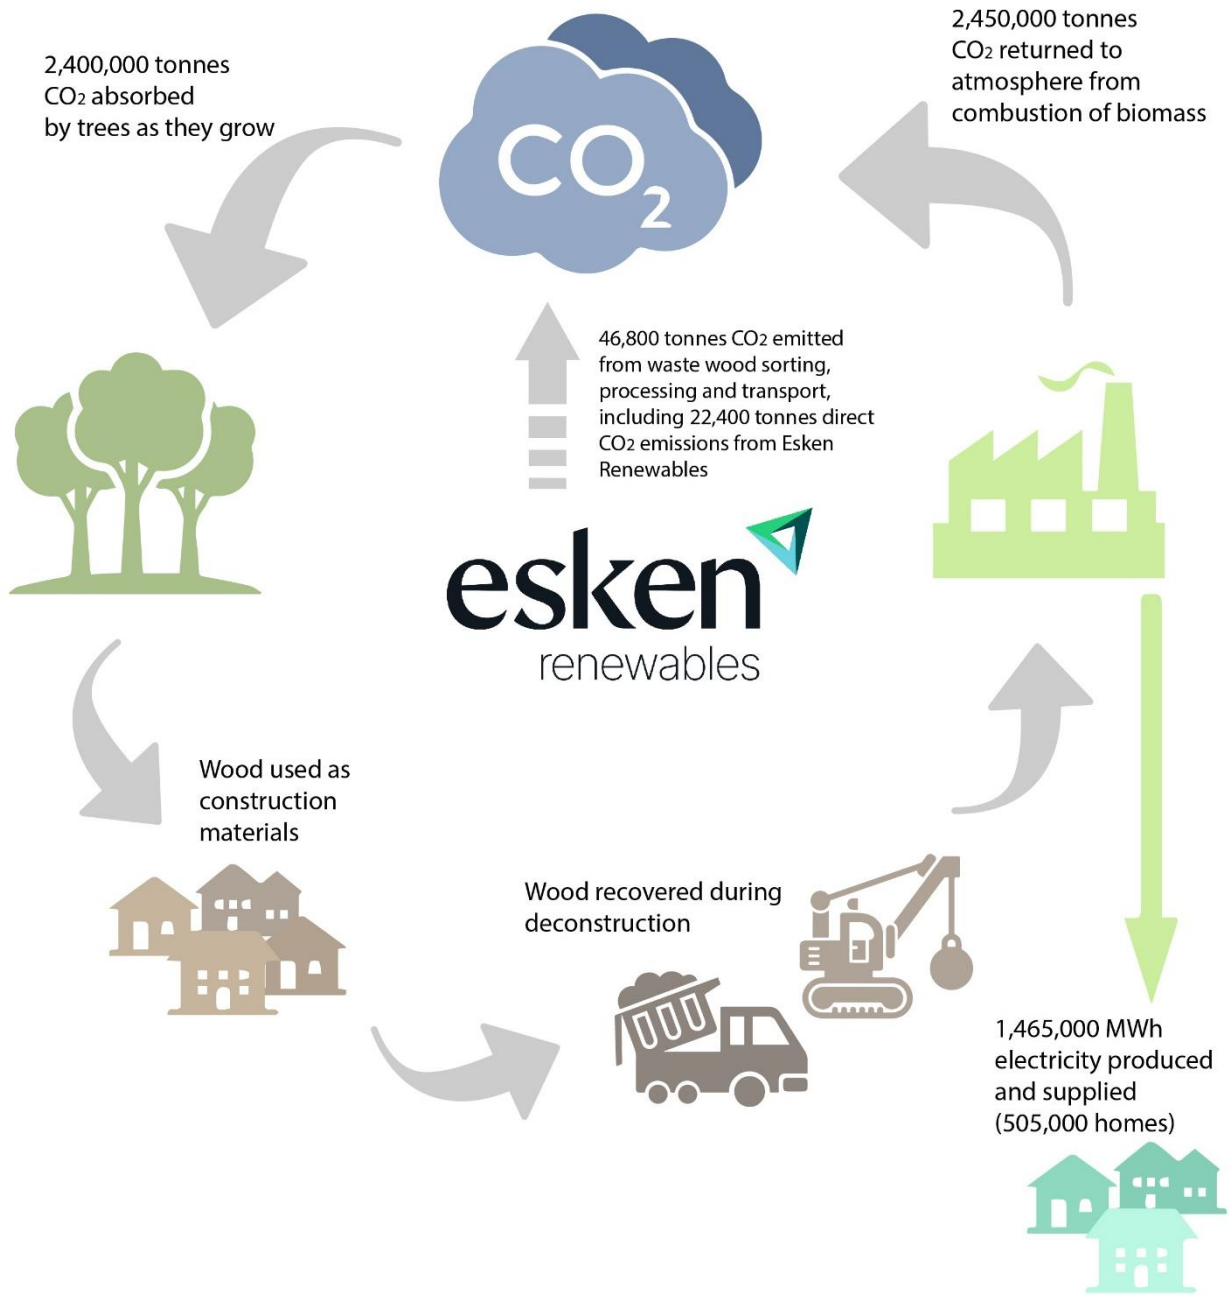 2,400,000 tonnes
CO2 absorbed
by trees as they grow
CO2
2,450,000 tonnes
CO2 returned to
atmosphere from
combustion of biomass
46,800 tonnes CO2 emitted
from waste wood sorting,
processing and transport,
including 22,400 tonnes direct
CO2 emissions from Esken
Renewables
esken
renewables
Wood used as
construction
materials
Wood recovered during
deconstruction
1,465,000 MWh
electricity produced
and supplied
(505,000 homes)